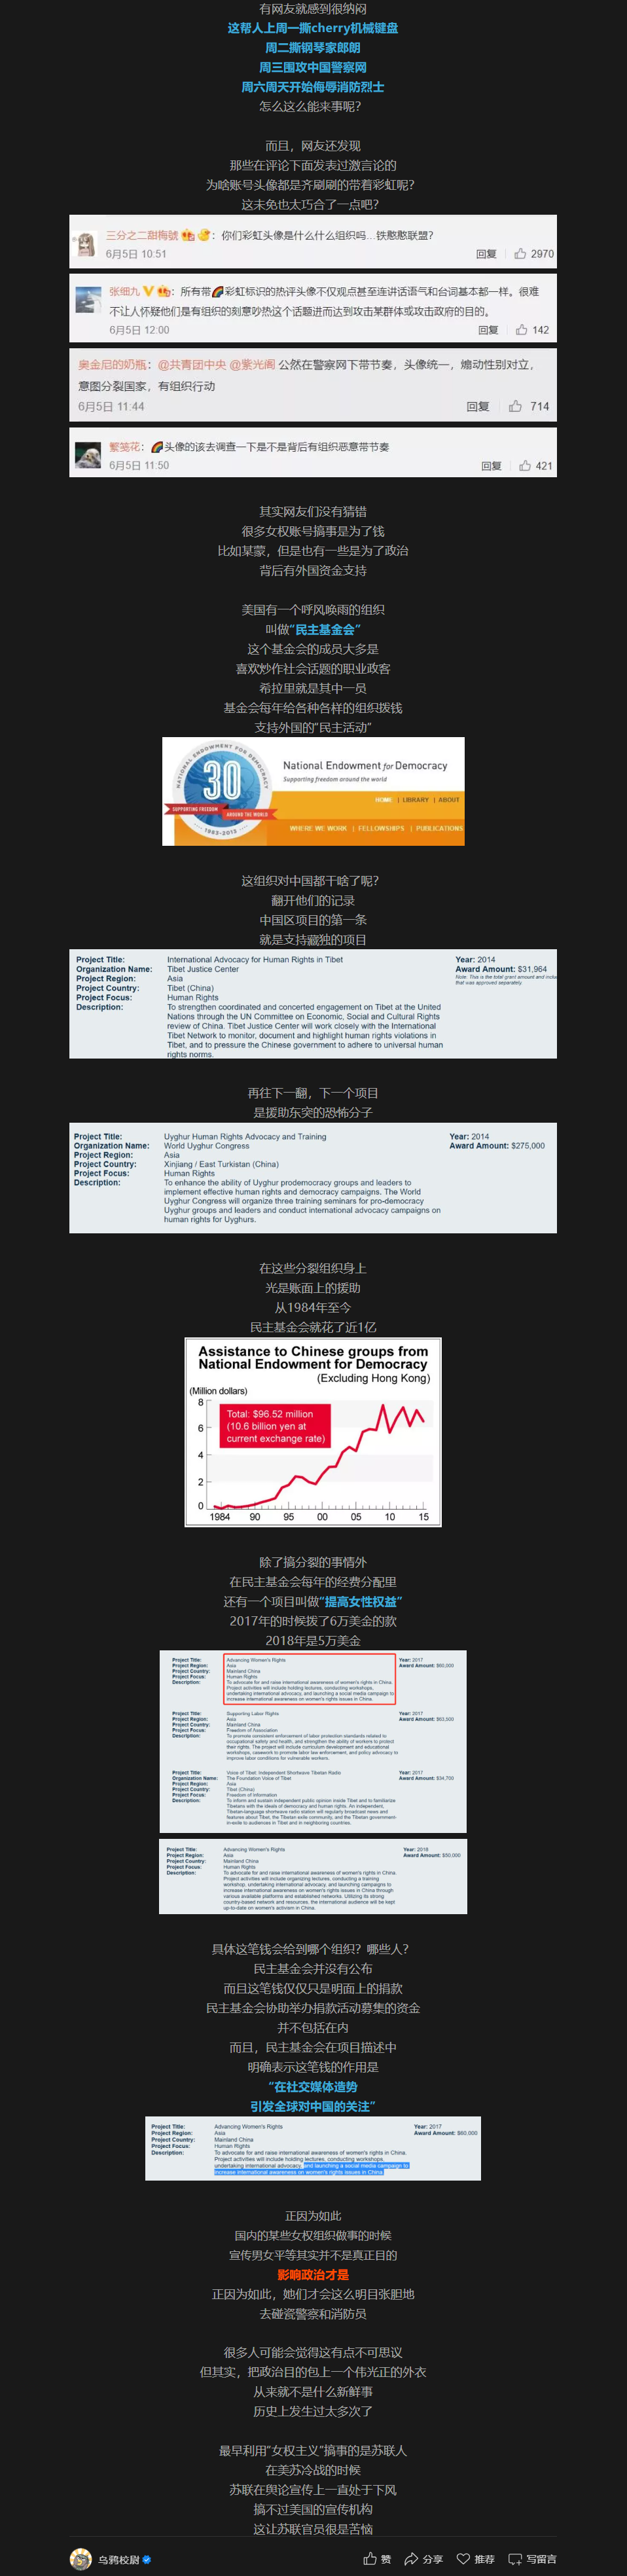 有网友就感到很纳闷
这帮人上周一撕cherry机械键盘
周二撕钢琴家郎朗
周三围攻中国警察网
周六周天开始侮辱消防烈士
怎么这么能来事呢？
而且，网友还发现
那些在评论下面发表过激言论的
为啥账号头像都是齐刷刷的带着彩虹呢？
这未免也太巧合了一点吧？
三分之二甜梅號：你们彩虹头像是什么什么组织吗...铁憨憨联盟？
6月5日 10:51 回复 2970
张细九：所有带🌈彩虹标识的热评头像不仅观点甚至连讲话语气和台词基本都一样。很难
不让人怀疑他们是有组织的刻意吵热这个话题进而达到攻击某群体或攻击政府的目的。
6月5日 12:00 回复 142
奥金尼的奶瓶：@共青团中央 @紫光阁 公然在警察网下带节奏，头像统一，煽动性别对立，
意图分裂国家，有组织行动
6月5日 11:44 回复 714
繁笺花：🌈头像的该去调查一下是不是背后有组织恶意带节奏
6月5日 11:50 回复 421
其实网友们没有猜错
很多女权账号搞事是为了钱
比如某蒙，但是也有一些是为了政治
背后有外国资金支持
美国有一个呼风唤雨的组织
叫做“民主基金会”
这个基金会的成员大多是
喜欢炒作社会话题的职业政客
希拉里就是其中一员
基金会每年给各种各样的组织拨钱
支持外国的“民主活动”
NATIONAL ENDOWMENT FOR DEMOCRACY
30
SUPPORTING FREEDOM
AROUND THE WORLD
1983-2013
National Endowment for Democracy
Supporting freedom around the world
HOME | LIBRARY | ABOUT
WHERE WE WORK | FELLOWSHIPS | PUBLICATIONS
这组织对中国都干啥了呢？
翻开他们的记录
中国区项目的第一条
就是支持藏独的项目
Project Title: International Advocacy for Human Rights in Tibet Year: 2014
Organization Name: Tibet Justice Center Award Amount: $31,964
Project Region: Asia Note: This is the total grant amount and inclu
Project Country: Tibet (China) that was approved separately.
Project Focus: Human Rights
Description: To strengthen coordinated and concerted engagement on Tibet at the United
Nations through the UN Committee on Economic, Social and Cultural Rights
review of China. Tibet Justice Center will work closely with the International
Tibet Network to monitor, document and highlight human rights violations in
Tibet, and to pressure the Chinese government to adhere to universal human
rights norms.
再往下一翻，下一个项目
是援助东突的恐怖分子
Project Title: Uyghur Human Rights Advocacy and Training Year: 2014
Organization Name: World Uyghur Congress Award Amount: $275,000
Project Region: Asia
Project Country: Xinjiang / East Turkistan (China)
Project Focus: Human Rights
Description: To enhance the ability of Uyghur prodemocracy groups and leaders to
implement effective human rights and democracy campaigns. The World
Uyghur Congress will organize three training seminars for pro-democracy
Uyghur groups and leaders and conduct international advocacy campaigns on
human rights for Uyghurs.
在这些分裂组织身上
光是账面上的援助
从1984年至今
民主基金会就花了近1亿
Assistance to Chinese groups from
National Endowment for Democracy
(Excluding Hong Kong)
(Million dollars)
8
Total: $96.52 million
(10.6 billion yen at
current exchange rate)
6
4
2
0
1984 90 95 00 05 10 15
除了搞分裂的事情外
在民主基金会每年的经费分配里
还有一个项目叫做“提高女性权益”
2017年的时候拨了6万美金的款
2018年是5万美金
Project Title: Advancing Women's Rights Year: 2017
Project Region: Asia Award Amount: $60,000
Project Country: Mainland China
Project Focus: Human Rights
Description: To advocate for and raise international awareness of women's rights in China.
Project activities will include holding lectures, conducting workshops,
undertaking international advocacy, and launching a social media campaign to
increase international awareness on women's rights issues in China.
Project Title: Supporting Labor Rights Year: 2017
Project Region: Asia Award Amount: $63,500
Project Country: Mainland China
Project Focus: Freedom of Association
Description: To promote consistent enforcement of labor protection standards related to
occupational safety and health, and strengthen the ability of workers to protect
their rights. The project will include curriculum development and educational
workshops, casework to promote labor law enforcement, and policy advocacy to
improve labor conditions for vulnerable workers.
Project Title: Voice of Tibet: Independent Shortwave Tibetan Radio Year: 2017
Organization Name: The Foundation Voice of Tibet Award Amount: $34,700
Project Region: Asia
Project Country: Tibet (China)
Project Focus: Freedom of Information
Description: To inform and sustain independent public opinion inside Tibet and to familiarize
Tibetans with the ideals of democracy and human rights. An independent,
Tibetan-language shortwave radio station will regularly broadcast news and
features about Tibet, the Tibetan exile community, and the Tibetan government-
in-exile to audiences in Tibet and in neighboring countries.
Project Title: Advancing Women's Rights Year: 2018
Project Region: Asia Award Amount: $50,000
Project Country: Mainland China
Project Focus: Human Rights
Description: To advocate for and raise international awareness of women's rights in China.
Project activities will include organizing lectures, conducting a training
workshop, undertaking international advocacy, and launching campaigns to
increase international awareness on women's rights issues in China through
various available platforms and established networks. Utilizing its strong
country-based network and resources, the international audience will be kept
up-to-date on women's activism in China.
具体这笔钱会给到哪个组织？哪些人？
民主基金会并没有公布
而且这笔钱仅仅只是明面上的捐款
民主基金会协助举办捐款活动募集的资金
并不包括在内
而且，民主基金会在项目描述中
明确表示这笔钱的作用是
“在社交媒体造势
引发全球对中国的关注”
Project Title: Advancing Women's Rights Year: 2017
Project Region: Asia Award Amount: $60,000
Project Country: Mainland China
Project Focus: Human Rights
Description: To advocate for and raise international awareness of women's rights in China.
Project activities will include holding lectures, conducting workshops,
undertaking international advocacy, and launching a social media campaign to
increase international awareness on women's rights issues in China.
正因为如此
国内的某些女权组织做事的时候
宣传男女平等其实并不是真正目的
影响政治才是
正因为如此，她们才会这么明目张胆地
去碰瓷警察和消防员
很多人可能会觉得这有点不可思议
但其实，把政治目的包上一个伟光正的外衣
从来就不是什么新鲜事
历史上发生过太多次了
最早利用“女权主义”搞事的是苏联人
在美苏冷战的时候
苏联在舆论宣传上一直处于下风
搞不过美国的宣传机构
这让苏联官员很是苦恼
乌鸦校尉 赞 分享 推荐 写留言